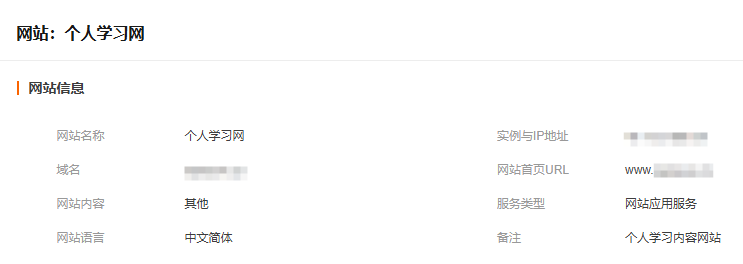 网站：个人学习网
网站信息
网站名称 个人学习网 实例与IP地址
域名 网站首页URL www.
网站内容 其他 服务类型 网站应用服务
网站语言 中文简体 备注 个人学习内容网站